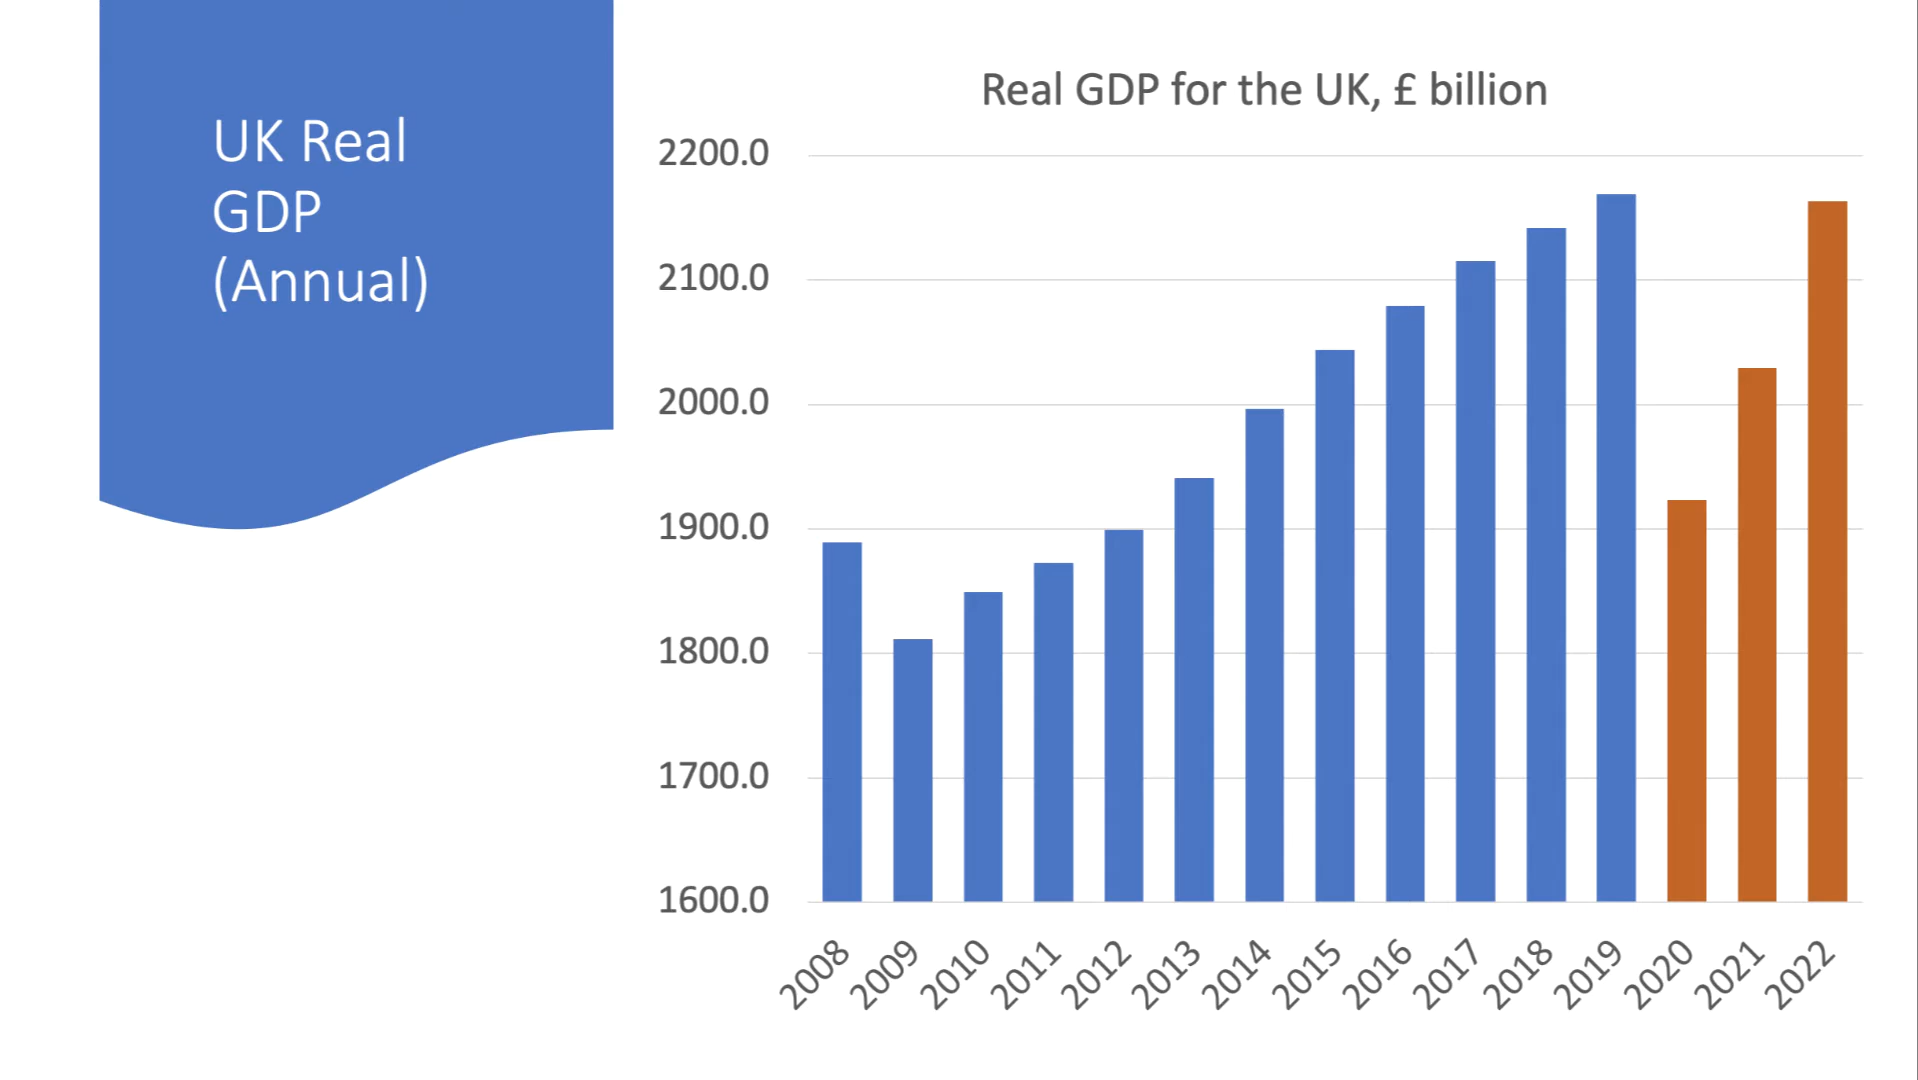 UK Real
GDP
(Annual)
Real GDP for the UK, £ billion
2200.0
2100.0
2000.0
1900.0
1800.0
1700.0
1600.0
2008 2009 2010 2011 2012 2013 2014 2015 2016 2017 2018 2019 2020 2021 2022